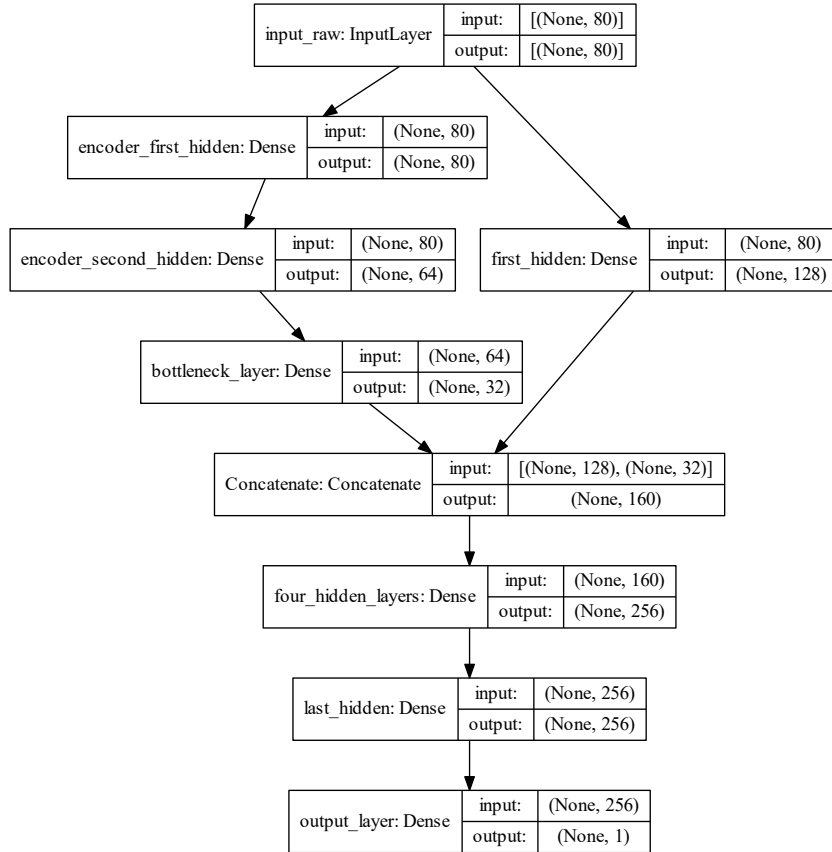 input_raw: InputLayer
input: [(None, 80)]
output: [(None, 80)]
encoder_first_hidden: Dense
input: (None, 80)
output: (None, 80)
encoder_second_hidden: Dense
input: (None, 80)
output: (None, 64)
first_hidden: Dense
input: (None, 80)
output: (None, 128)
bottleneck_layer: Dense
input: (None, 64)
output: (None, 32)
Concatenate: Concatenate
input: [(None, 128), (None, 32)]
output: (None, 160)
four_hidden_layers: Dense
input: (None, 160)
output: (None, 256)
last_hidden: Dense
input: (None, 256)
output: (None, 256)
output_layer: Dense
input: (None, 256)
output: (None, 1)